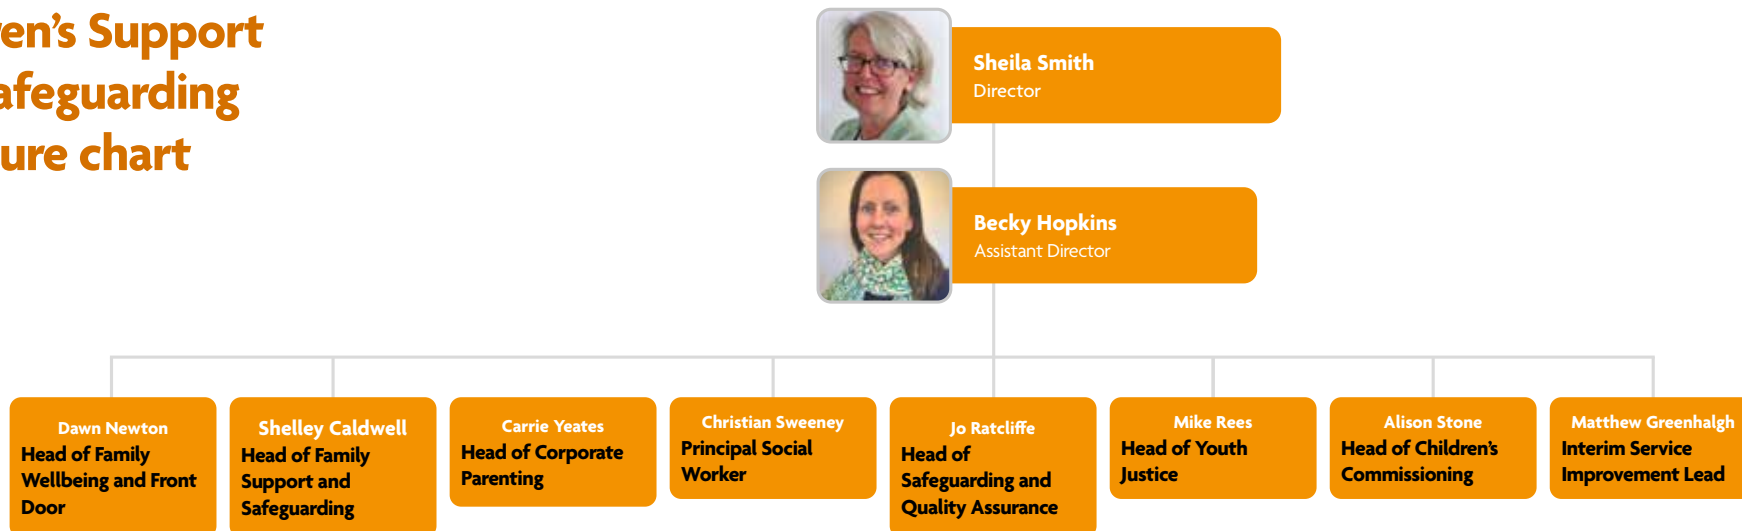 ren's Support
afeguarding
ure chart
Sheila Smith
Director
Becky Hopkins
Assistant Director
Dawn Newton
Head of Family
Wellbeing and Front
Door
Shelley Caldwell
Head of Family
Support and
Safeguarding
Carrie Yeates
Head of Corporate
Parenting
Christian Sweeney
Principal Social
Worker
Jo Ratcliffe
Head of
Safeguarding and
Quality Assurance
Mike Rees
Head of Youth
Justice
Alison Stone
Head of Children's
Commissioning
Matthew Greenhalgh
Interim Service
Improvement Lead